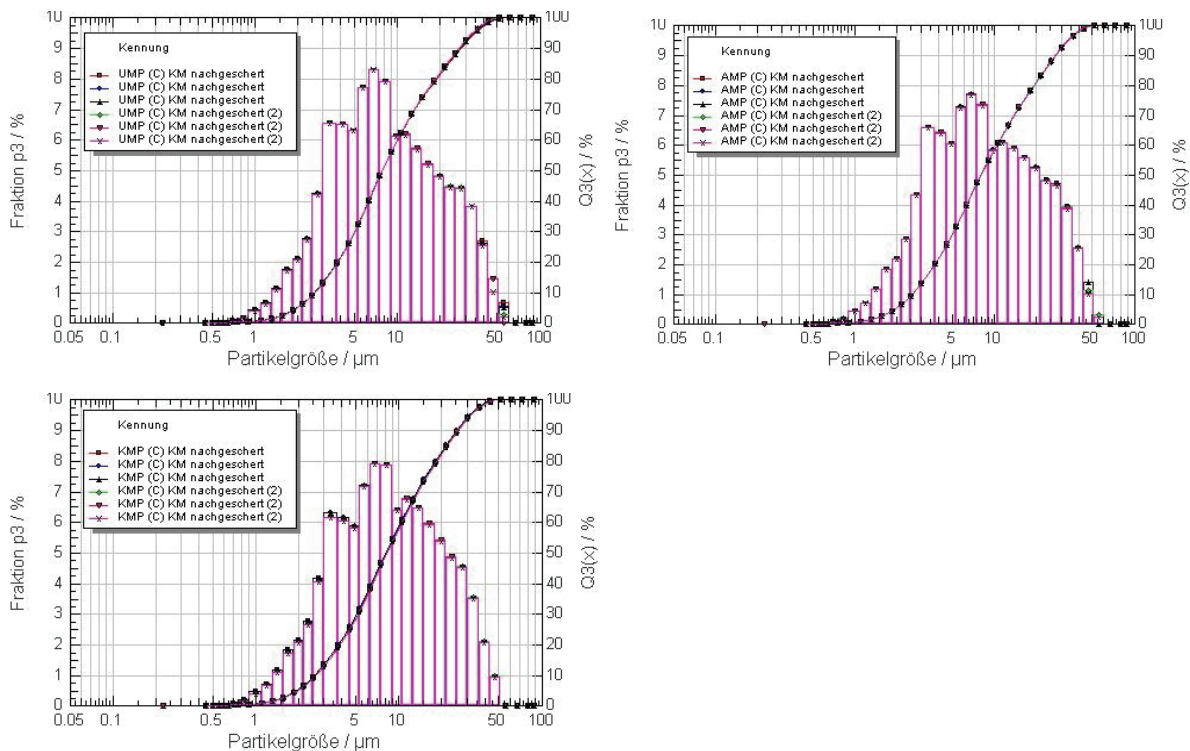 Fraktion p3 / %
10
9
8
7
6
5
4
3
2
1
0
Kennung
UMP (C) KM nachgeschert
UMP (C) KM nachgeschert
UMP (C) KM nachgeschert
UMP (C) KM nachgeschert (2)
UMP (C) KM nachgeschert (2)
UMP (C) KM nachgeschert (2)
100
90
80
70
60
50
40
30
20
10
0
Q3(x) / %
0.05 0.1 0.5 1 5 10 50 100
Partikelgröße / µm
Fraktion p3 / %
10
9
8
7
6
5
4
3
2
1
0
Kennung
AMP (C) KM nachgeschert
AMP (C) KM nachgeschert
AMP (C) KM nachgeschert
AMP (C) KM nachgeschert (2)
AMP (C) KM nachgeschert (2)
AMP (C) KM nachgeschert (2)
100
90
80
70
60
50
40
30
20
10
0
Q3(x) / %
0.05 0.1 0.5 1 5 10 50 100
Partikelgröße / µm
Fraktion p3 / %
10
9
8
7
6
5
4
3
2
1
0
Kennung
KMP (C) KM nachgeschert
KMP (C) KM nachgeschert
KMP (C) KM nachgeschert
KMP (C) KM nachgeschert (2)
KMP (C) KM nachgeschert (2)
KMP (C) KM nachgeschert (2)
100
90
80
70
60
50
40
30
20
10
0
Q3(x) / %
0.05 0.1 0.5 1 5 10 50 100
Partikelgröße / µm